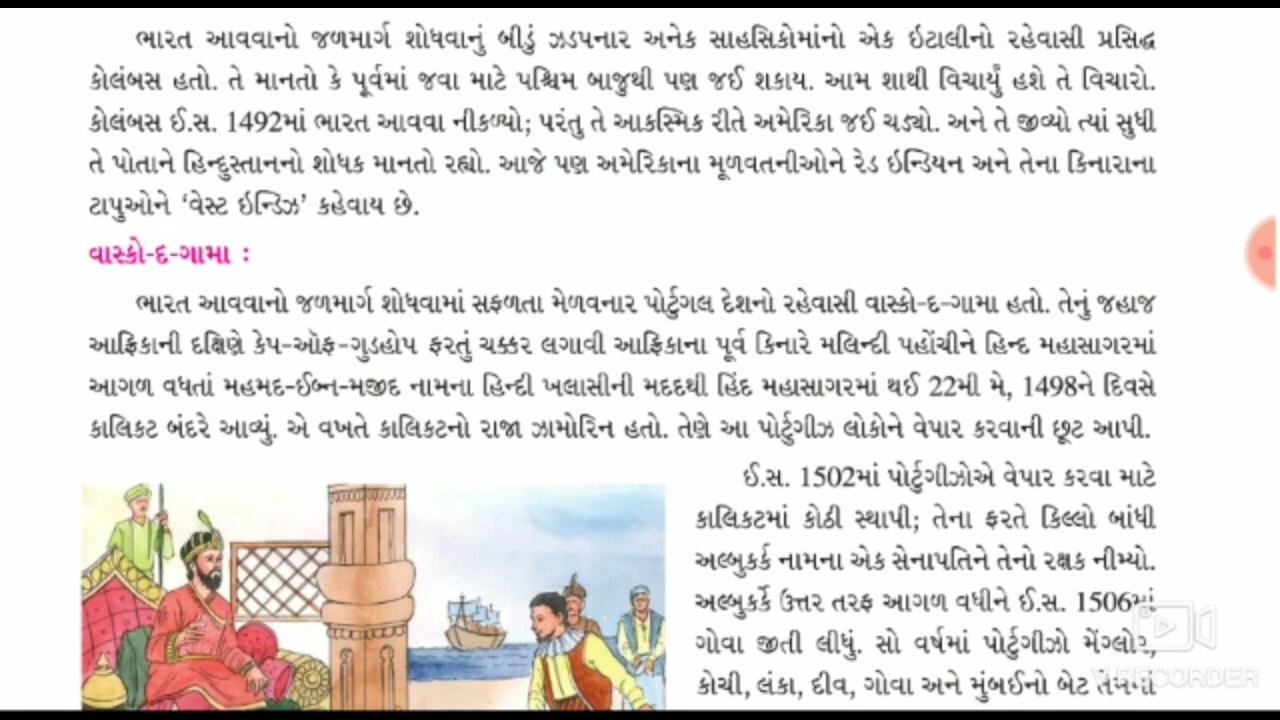 ભારત આવવાનો જળમાર્ગ શોધવાનું બીડું ઝડપનાર અનેક સાહસિકોમાંનો એક ઇટાલીનો રહેવાસી પ્રસિદ્ધ
કોલંબસ હતો. તે માનતો કે પૂર્વમાં જવા માટે પશ્ચિમ બાજુથી પણ જઈ શકાય. આમ શાથી વિચાર્યું હશે તે વિચારો.
કોલંબસ ઈ.સ. 1492માં ભારત આવવા નીકળ્યો; પરંતુ તે આકસ્મિક રીતે અમેરિકા જઈ ચડ્યો. અને તે જીવ્યો ત્યાં સુધી
તે પોતાને હિન્દુસ્તાનનો શોધક માનતો રહ્યો. આજે પણ અમેરિકાના મૂળવતનીઓને રેડ ઇન્ડિયન અને તેના કિનારાના
ટાપુઓને ‘વેસ્ટ ઇન્ડિઝ’ કહેવાય છે.
વાસ્કો-દ-ગામા :
ભારત આવવાનો જળમાર્ગ શોધવામાં સફળતા મેળવનાર પોર્ટુગલ દેશનો રહેવાસી વાસ્કો-દ-ગામા હતો. તેનું જહાજ
આફ્રિકાની દક્ષિણે કેપ-ઑફ-ગુડહોપ ફરતું ચક્કર લગાવી આફ્રિકાના પૂર્વ કિનારે મલિન્દી પહોંચીને હિન્દ મહાસાગરમાં
આગળ વધતાં મહમદ-ઈબ્ન-મજીદ નામના હિન્દી ખલાસીની મદદથી હિંદ મહાસાગરમાં થઈ 22મી મે, 1498ને દિવસે
કાલિકટ બંદરે આવ્યું. એ વખતે કાલિકટનો રાજા ઝામોરિન હતો. તેણે આ પોર્ટુગીઝ લોકોને વેપાર કરવાની છૂટ આપી.
ઈ.સ. 1502માં પોર્ટુગીઝોએ વેપાર કરવા માટે
કાલિકટમાં કોઠી સ્થાપી; તેના ફરતે કિલ્લો બાંધી
અલ્બુકર્ક નામના એક સેનાપતિને તેનો રક્ષક નીમ્યો.
અલ્બુકર્કે ઉત્તર તરફ આગળ વધીને ઈ.સ. 1506માં
ગોવા જીતી લીધું. સો વર્ષમાં પોર્ટુગીઝો મેંગ્લોર,
કોચી, લંકા, દીવ, ગોવા અને મુંબઈનો બેટ